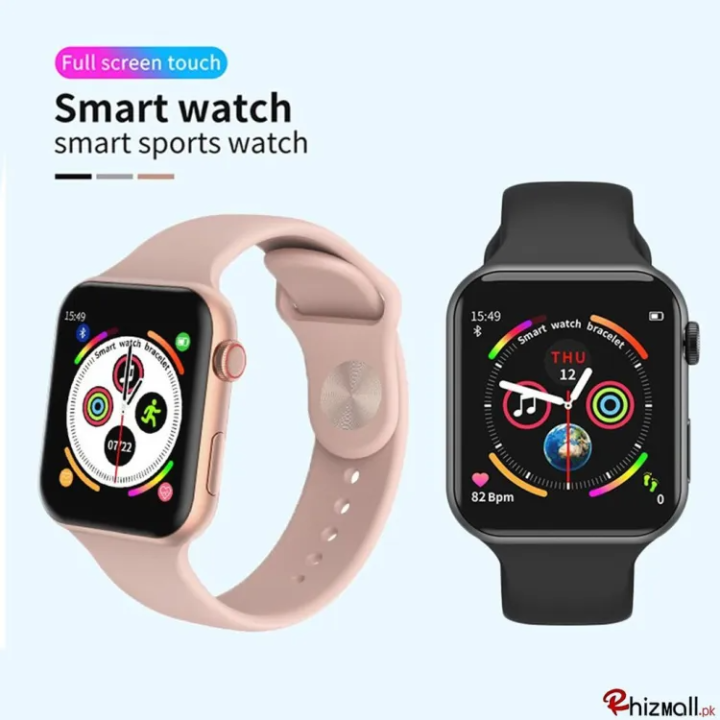 Full screen touch
Smart watch
smart sports watch
15:49
Smart watch bracelet
07/22
15:49
Smart watch bracelet
THU
12
82 Bpm
0
Rhizmall.pk